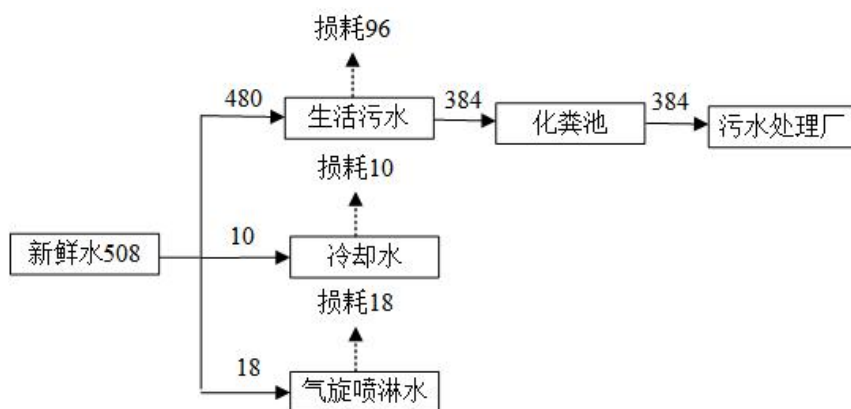 损耗96
480
生活污水
384
化粪池
384
污水处理厂
损耗10
新鲜水508
10
冷却水
损耗18
18
气旋喷淋水